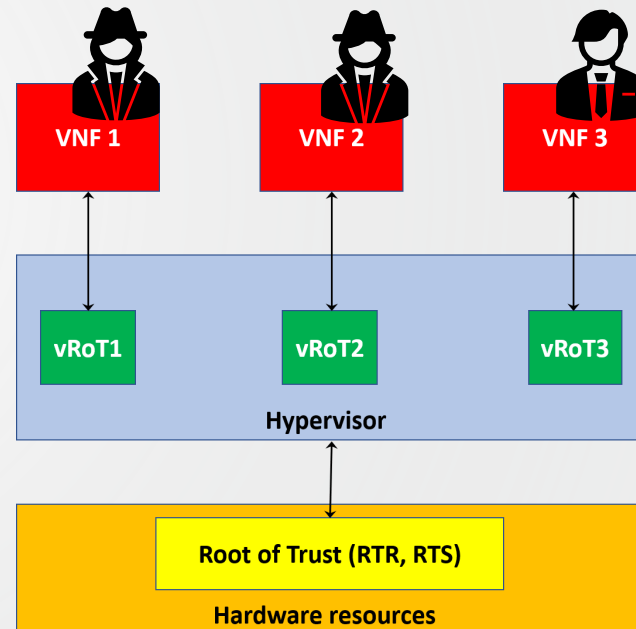 VNF 1
VNF 2
VNF 3
vRoT1
vRoT2
vRoT3
Hypervisor
Root of Trust (RTR, RTS)
Hardware resources